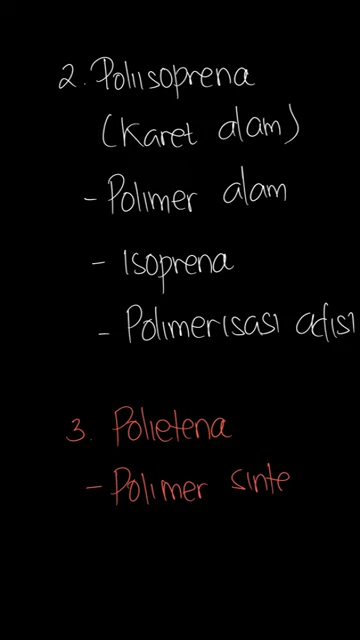 2. Poliisoprena
(Karet alam)
- Polimer alam
- Isoprena
- Polimerisasi adisi
3. Polietena
- Polimer sinte